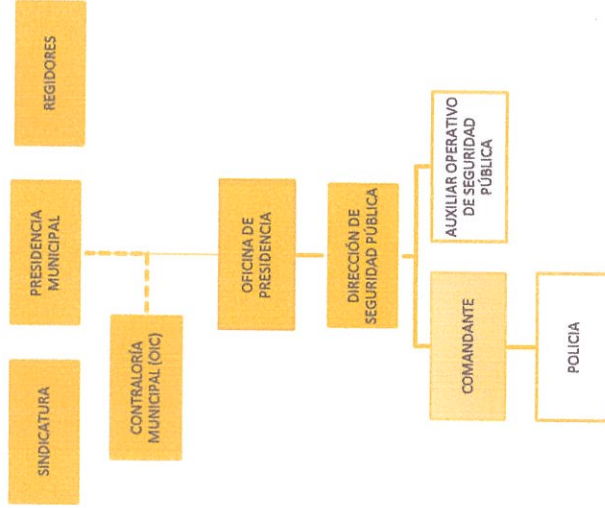 SINDICATURA
PRESIDENCIA
MUNICIPAL
REGIDORES
CONTRALORÍA
MUNICIPAL (OIC)
OFICINA DE
PRESIDENCIA
DIRECCIÓN DE
SEGURIDAD PÚBLICA
COMANDANTE
AUXILIAR OPERATIVO
DE SEGURIDAD
PÚBLICA
POLICIA